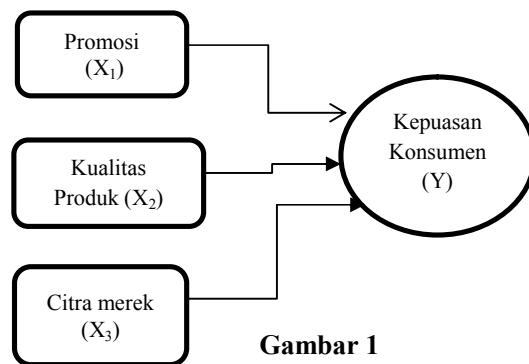 Promosi
(X₁)
Kualitas
Produk (X₂)
Citra merek
(X₃)
Kepuasan
Konsumen
(Y)
Gambar 1